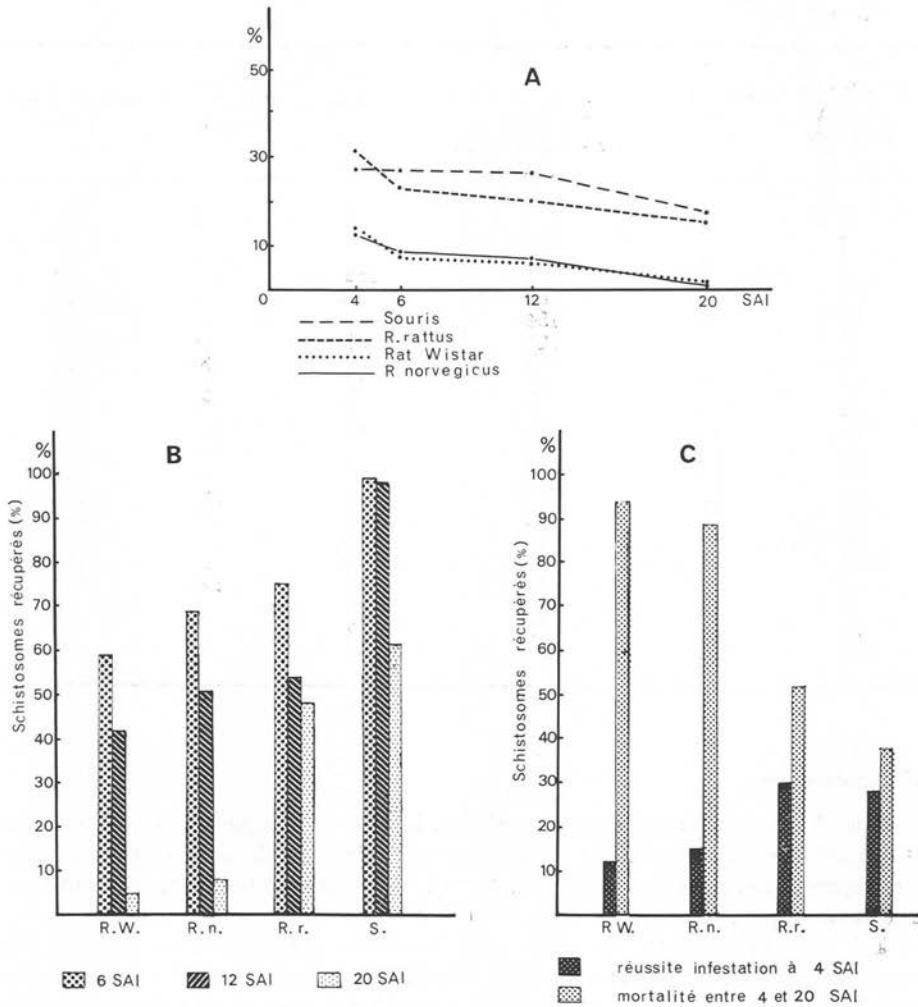 %
A
50
30
10
0 4 6 12 20 SAI
Souris
R.rattus
Rat Wistar
R norvegicus
%
B
Schistosomes récupérés (%)
100
90
80
70
60
50
40
30
20
10
R.W. R.n. R.r. S.
6 SAI 12 SAI 20 SAI
%
C
Schistosomes récupérés (%)
100
90
80
70
60
50
40
30
20
10
R W. R.n. R.r. S.
réussite infestation à 4 SAI
mortalité entre 4 et 20 SAI